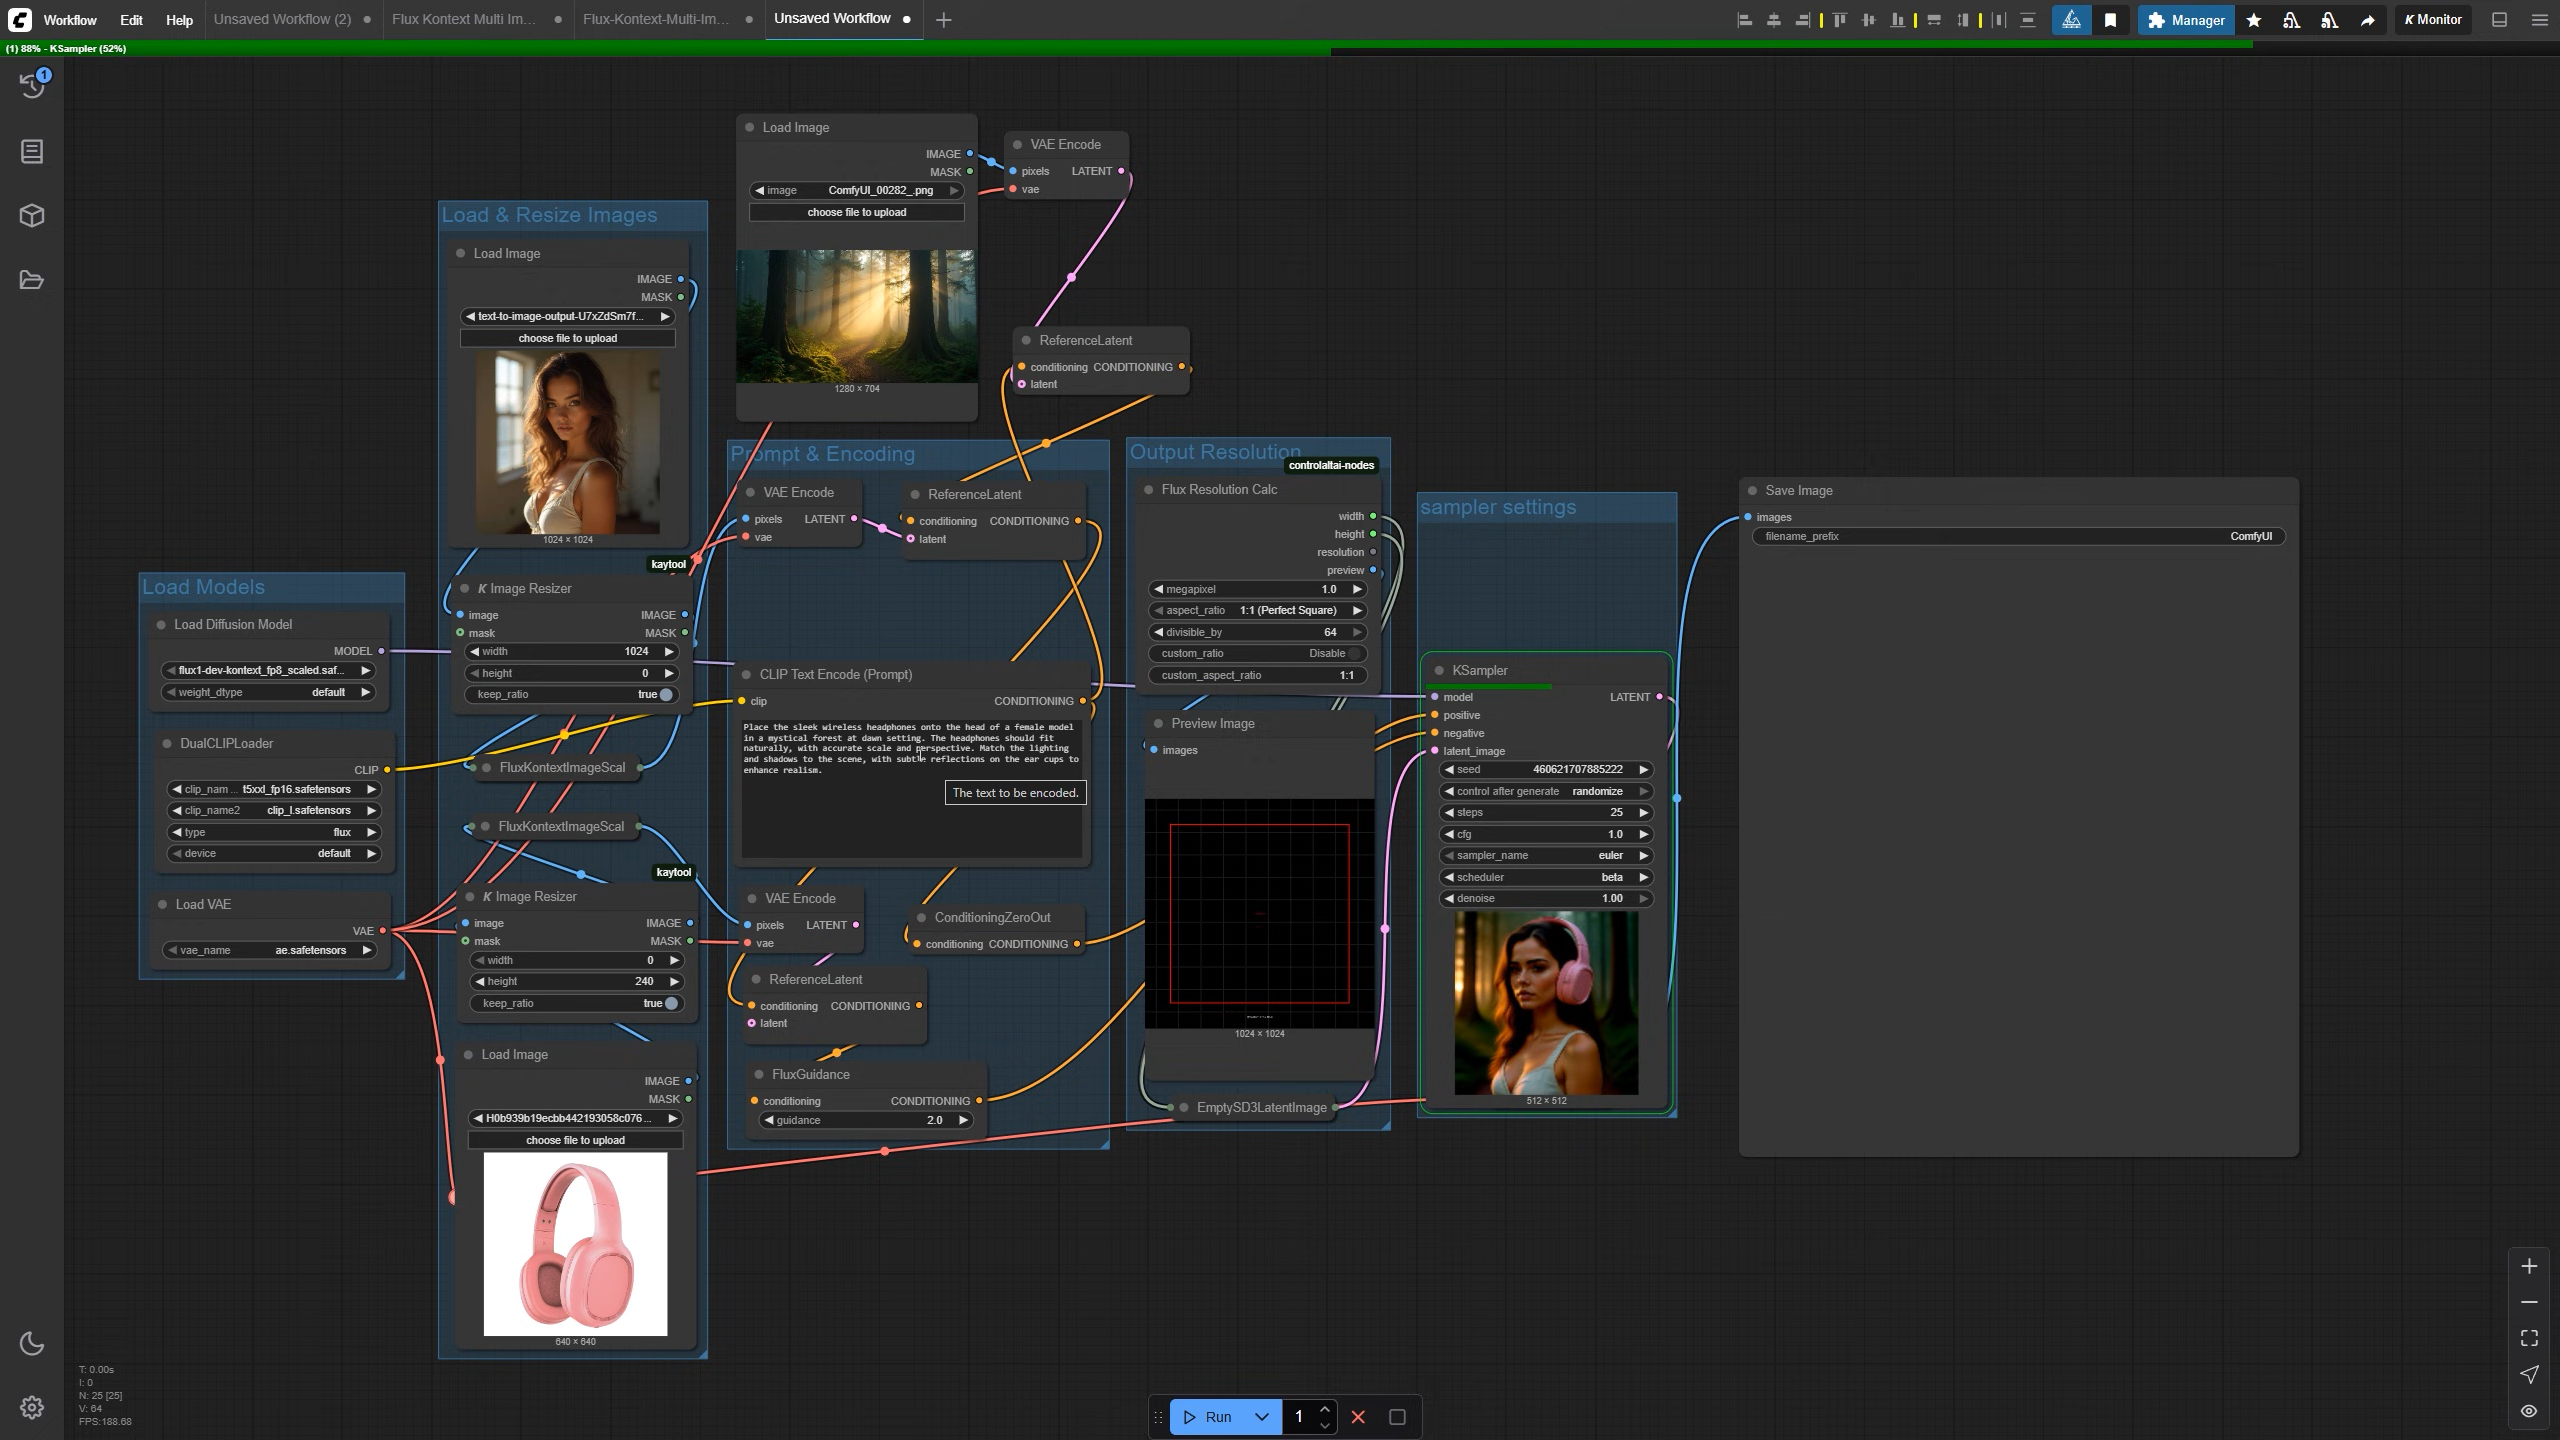 Workflow Edit Help Unsaved Workflow (2) Flux Kontext Multi Im... Flux-Kontext-Multi-Im... Unsaved Workflow Manager K Monitor
(1) 88% - KSampler (52%)
1
Load Image
IMAGE
MASK
image ComfyUI_00282_.png
choose file to upload
1280 × 704
VAE Encode
pixels LATENT
vae
ReferenceLatent
conditioning CONDITIONING
latent
Load & Resize Images
Load Image
IMAGE
MASK
text-to-image-output-U7xZdSm7f...
choose file to upload
1024 × 1024
kaytool
K Image Resizer
image IMAGE
mask MASK
width 1024
height 0
keep_ratio true
FluxKontextImageScal
FluxKontextImageScal
kaytool
K Image Resizer
image IMAGE
mask MASK
width 0
height 240
keep_ratio true
Load Image
IMAGE
MASK
H0b939b19ecbb442193058c076...
choose file to upload
640 × 640
Load Models
Load Diffusion Model
MODEL
flux1-dev-kontext_fp8_scaled.saf...
weight_dtype default
DualCLIPLoader
CLIP
clip_nam ... t5xxl_fp16.safetensors
clip_name2 clip_l.safetensors
type flux
device default
Load VAE
VAE
vae_name ae.safetensors
Prompt & Encoding
VAE Encode
pixels LATENT
vae
ReferenceLatent
conditioning CONDITIONING
latent
CLIP Text Encode (Prompt)
clip CONDITIONING
Place the sleek wireless headphones onto the head of a female model
in a mystical forest at dawn setting. The headphones should fit
naturally, with accurate scale and perspective. Match the lighting
and shadows to the scene, with subtle reflections on the ear cups to
enhance realism.
The text to be encoded.
VAE Encode
pixels LATENT
vae
ConditioningZeroOut
conditioning CONDITIONING
ReferenceLatent
conditioning CONDITIONING
latent
FluxGuidance
conditioning CONDITIONING
guidance 2.0
Output Resolution
controlaltai-nodes
Flux Resolution Calc
width
height
resolution
preview
megapixel 1.0
aspect_ratio 1:1 (Perfect Square)
divisible_by 64
custom_ratio Disable
custom_aspect_ratio 1:1
Preview Image
images
1024 × 1024
EmptySD3LatentImage
sampler settings
KSampler
model LATENT
positive
negative
latent_image
seed 460621707885222
control after generate randomize
steps 25
cfg 1.0
sampler_name euler
scheduler beta
denoise 1.00
512 × 512
Save Image
images
filename_prefix ComfyUI
T: 0.00s
I: 0
N: 25 [25]
V: 64
FPS:188.68
Run 1